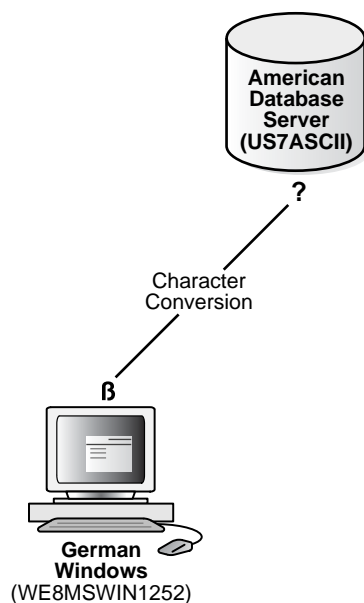 American
Database
Server
(US7ASCII)
?
Character
Conversion
ß
German
Windows
(WE8MSWIN1252)